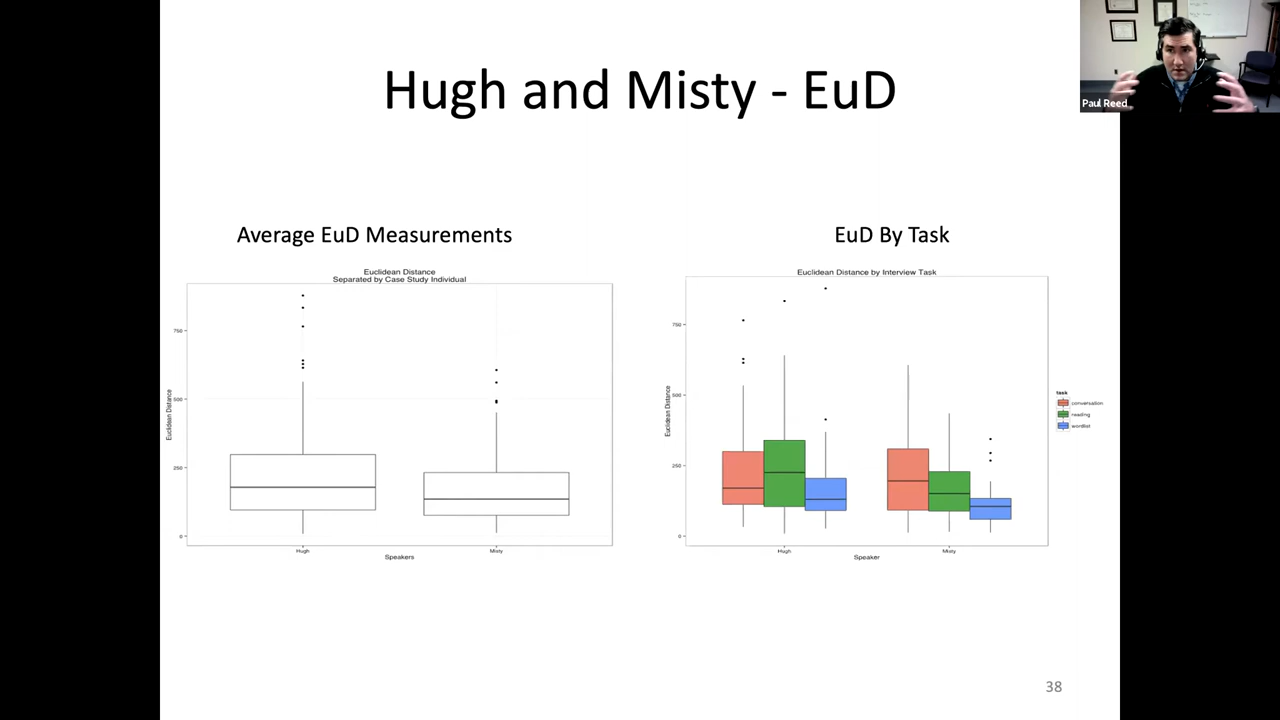 Hugh and Misty - EuD
Paul Reed
Average EuD Measurements
EuD By Task
Euclidean Distance
Separated by Case Study Individual
750
500
250
0
Euclidean Distance
Hugh
Misty
Speakers
Euclidean Distance by Interview Task
750
500
250
0
Euclidean Distance
Hugh
Misty
Speaker
task
conversation
reading
wordlist
38